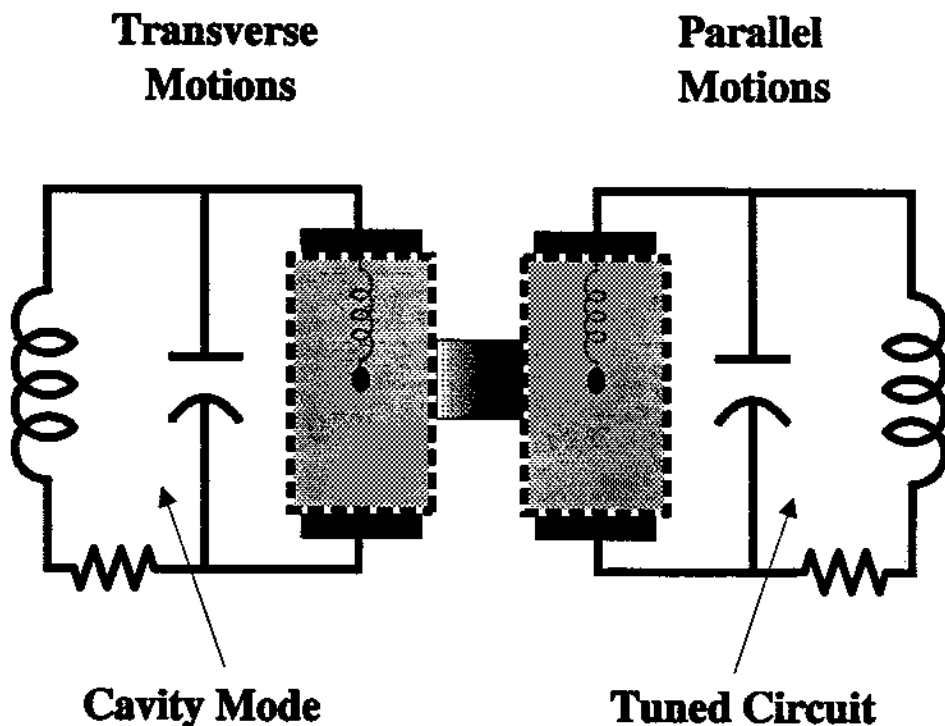 Transverse
Motions
Parallel
Motions
Cavity Mode
Tuned Circuit